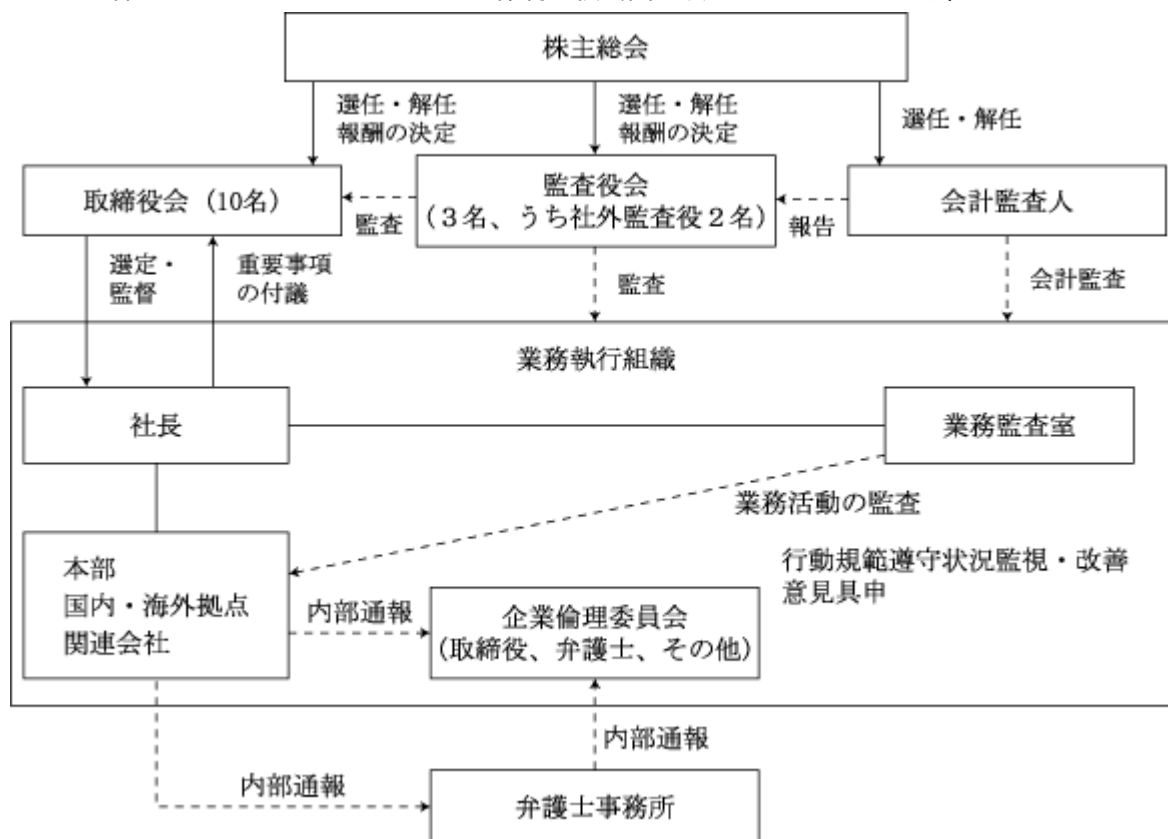 株主総会
選任・解任
報酬の決定
選任・解任
報酬の決定
選任・解任
取締役会（10名）
監査
監査役会
（３名、うち社外監査役２名）
報告
会計監査人
選定・
監督
重要事項
の付議
監査
会計監査
業務執行組織
社長
業務監査室
業務活動の監査
行動規範遵守状況監視・改善
意見具申
本部
国内・海外拠点
関連会社
内部通報
企業倫理委員会
（取締役、弁護士、その他）
内部通報
内部通報
弁護士事務所